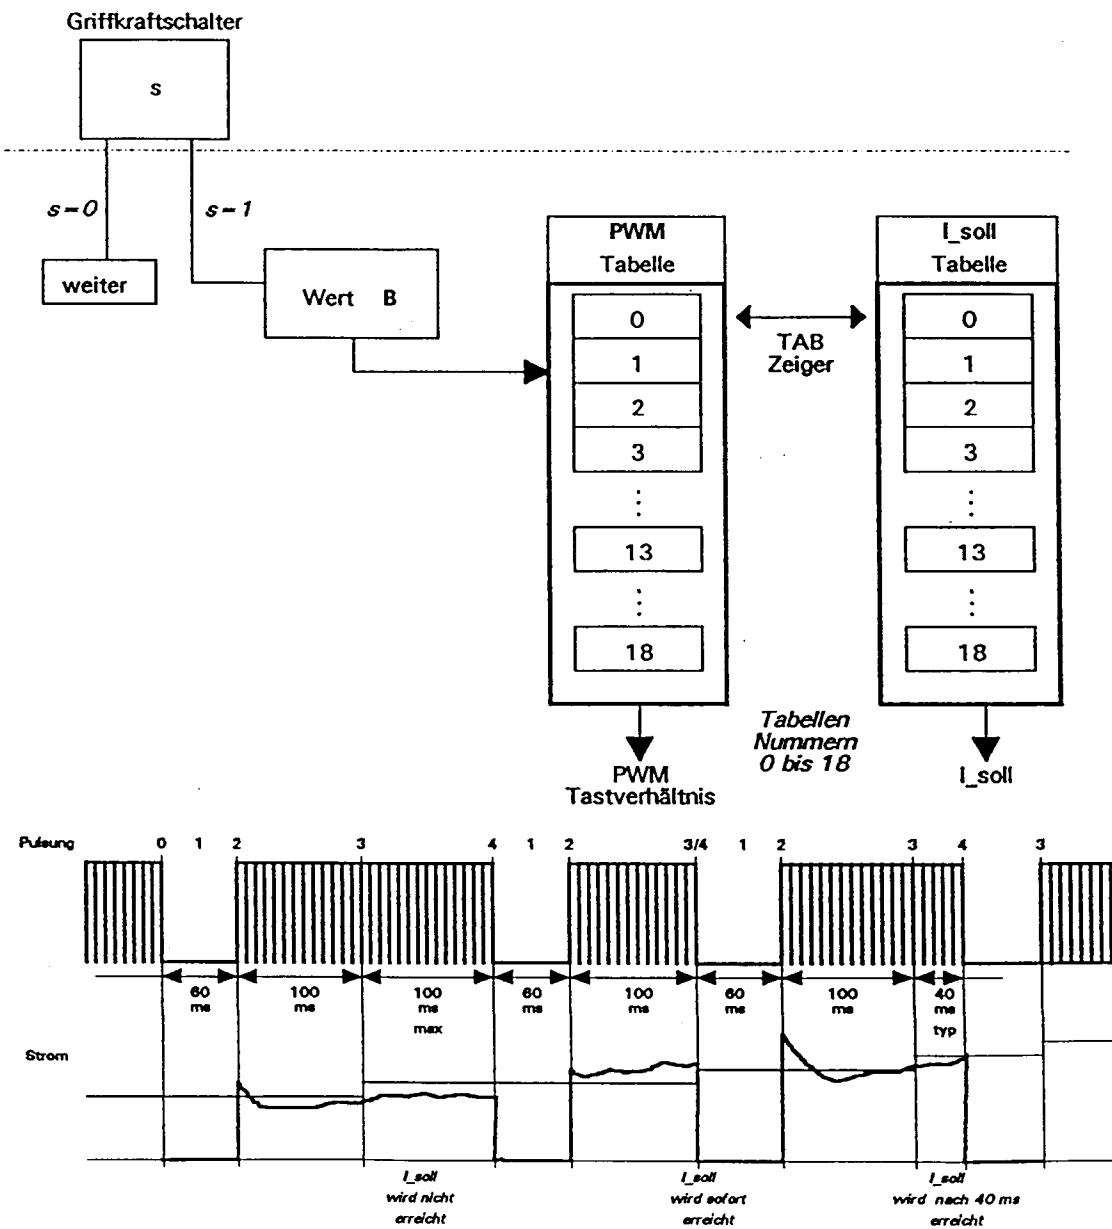 Griffkraftschalter
s
s=0
s=1
weiter
Wert B
PWM
Tabelle
0
1
2
3
13
18
TAB
Zeiger
I_soll
Tabelle
0
1
2
3
13
18
Tabellen
Nummern
0 bis 18
PWM
Tastverhältnis
I_soll
Pulsung 0 1 2 3 4 1 2 3/4 1 2 3 4 3
60
ms
100
ms
100
ms
max
60
ms
100
ms
60
ms
100
ms
40
ms
typ
Strom
I_soll
wird nicht
erreicht
I_soll
wird sofort
erreicht
I_soll
wird nach 40 ms
erreicht